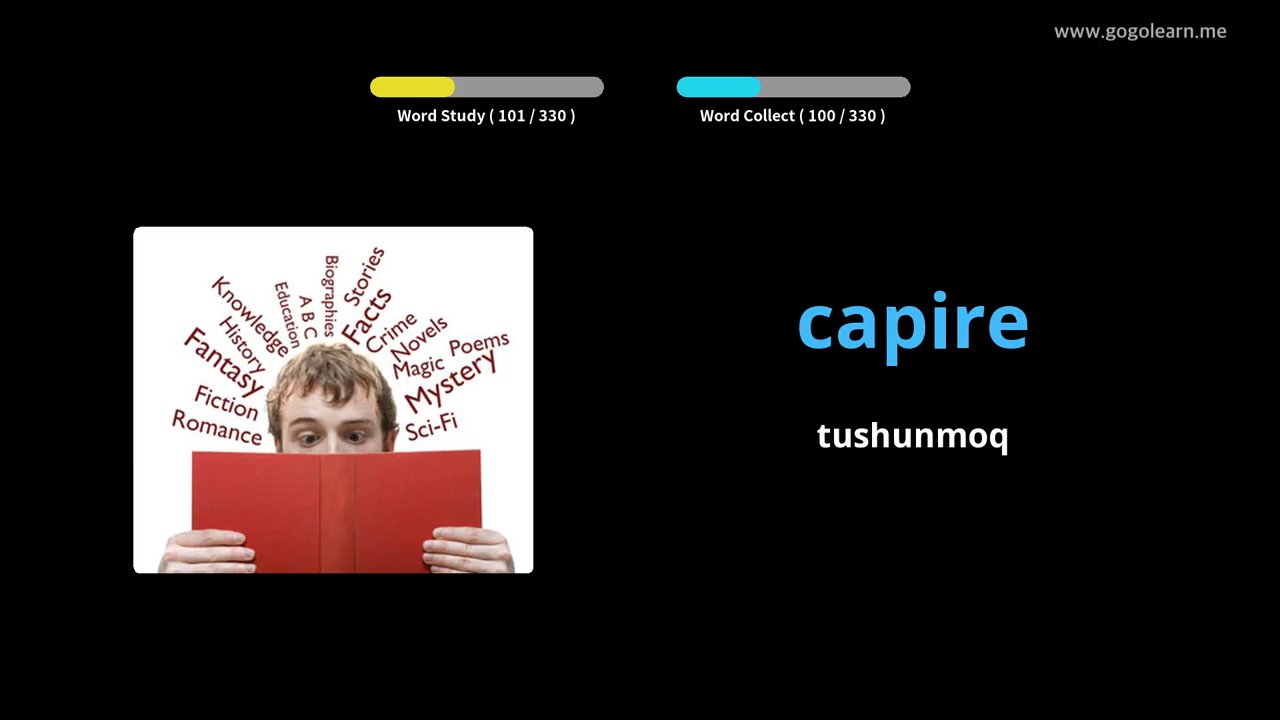 www.gogolearn.me
Word Study ( 101 / 330 )
Word Collect ( 100 / 330 )
Knowledge
Education
A B C
Biographies
Stories
Facts
Crime
Novels
Poems
Magic
Mystery
Sci-Fi
History
Fantasy
Fiction
Romance
capire
tushunmoq